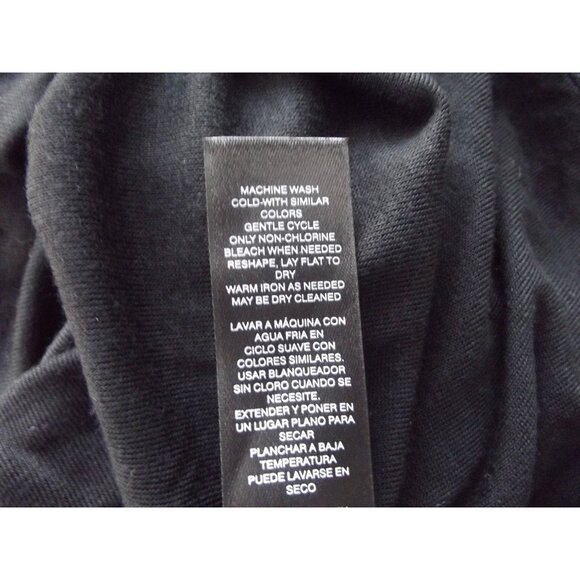 MACHINE WASH
COLD-WITH SIMILAR
COLORS
GENTLE CYCLE
ONLY NON-CHLORINE
BLEACH WHEN NEEDED
RESHAPE, LAY FLAT TO
DRY
WARM IRON AS NEEDED
MAY BE DRY CLEANED
LAVAR A MÁQUINA CON
AGUA FRIA EN
CICLO SUAVE CON
COLORES SIMILARES.
USAR BLANQUEADOR
SIN CLORO CUANDO SE
NECESITE.
EXTENDER Y PONER EN
UN LUGAR PLANO PARA
SECAR
PLANCHAR A BAJA
TEMPERATURA
PUEDE LAVARSE EN
SECO